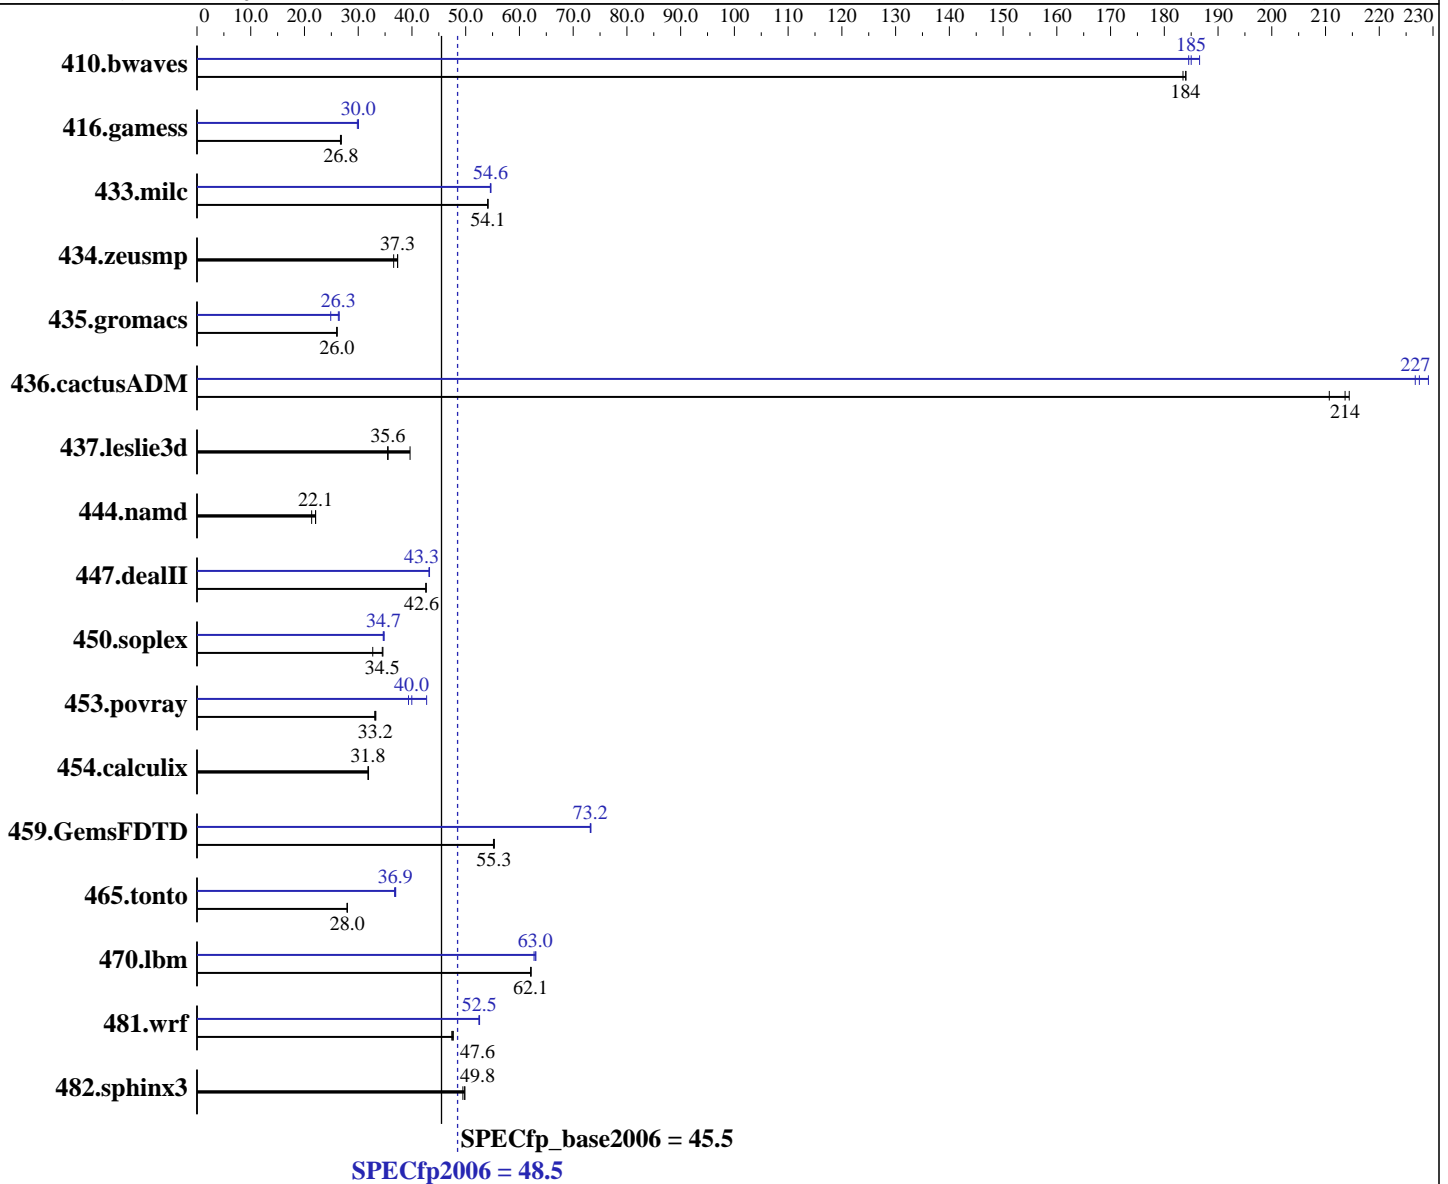 0 10.0 20.0 30.0 40.0 50.0 60.0 70.0 80.0 90.0 100 110 120 130 140 150 160 170 180 190 200 210 220 230
410.bwaves 185
184
416.gamess 30.0
26.8
433.milc 54.6
54.1
434.zeusmp 37.3
435.gromacs 26.3
26.0
436.cactusADM 227
214
437.leslie3d 35.6
444.namd 22.1
447.dealII 43.3
42.6
450.soplex 34.7
34.5
453.povray 40.0
33.2
454.calculix 31.8
459.GemsFDTD 73.2
55.3
465.tonto 36.9
28.0
470.lbm 63.0
62.1
481.wrf 52.5
47.6
482.sphinx3 49.8
SPECfp_base2006 = 45.5
SPECfp2006 = 48.5